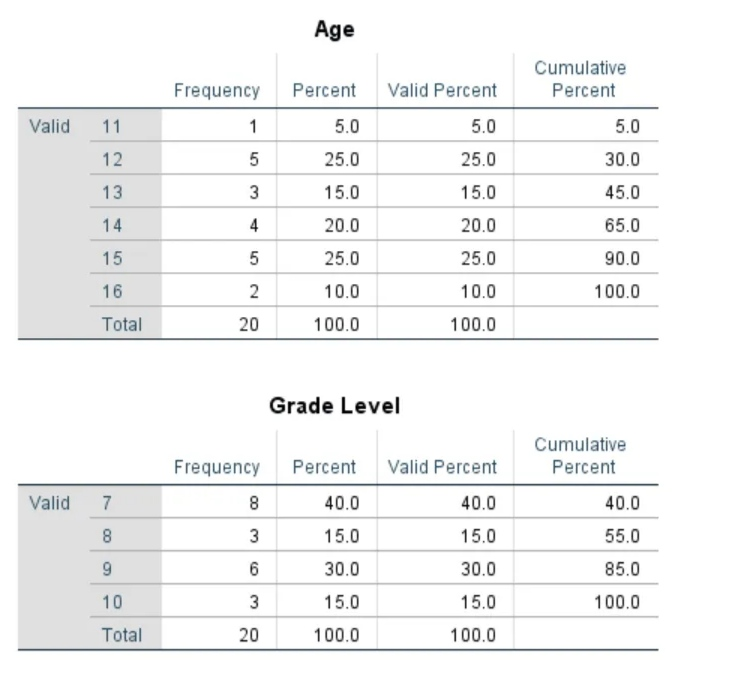 Age
Frequency Percent Valid Percent Cumulative Percent
Valid 11 1 5.0 5.0 5.0
12 5 25.0 25.0 30.0
13 3 15.0 15.0 45.0
14 4 20.0 20.0 65.0
15 5 25.0 25.0 90.0
16 2 10.0 10.0 100.0
Total 20 100.0 100.0
Grade Level
Frequency Percent Valid Percent Cumulative Percent
Valid 7 8 40.0 40.0 40.0
8 3 15.0 15.0 55.0
9 6 30.0 30.0 85.0
10 3 15.0 15.0 100.0
Total 20 100.0 100.0